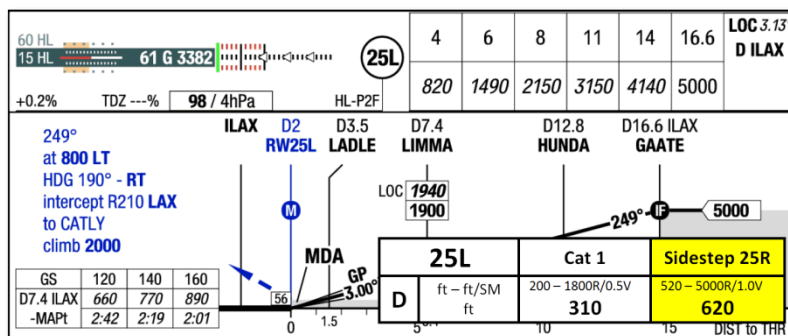 60 HL
15 HL
61 G 3382
+0.2%
TDZ ---%
98 / 4hPa
HL-P2F
25L
4 6 8 11 14 16.6
820 1490 2150 3150 4140 5000
LOC 3.13°
D ILAX
249°
at 800 LT
HDG 190° - RT
intercept R210 LAX
to CATLY
climb 2000
ILAX
D2
RW25L
D3.5
LADLE
D7.4
LIMMA
D12.8
HUNDA
D16.6 ILAX
GAATE
LOC 1940
1900
M
IF
249°
5000
MDA
GP
3.00°
56
GS 120 140 160
D7.4 ILAX 660 770 890
-MAPt 2:42 2:19 2:01
25L Cat 1 Sidestep 25R
D ft – ft/SM 200 – 1800R/0.5V 520 – 5000R/1.0V
ft 310 620
0 1.5 5 10 15 DIST to THR